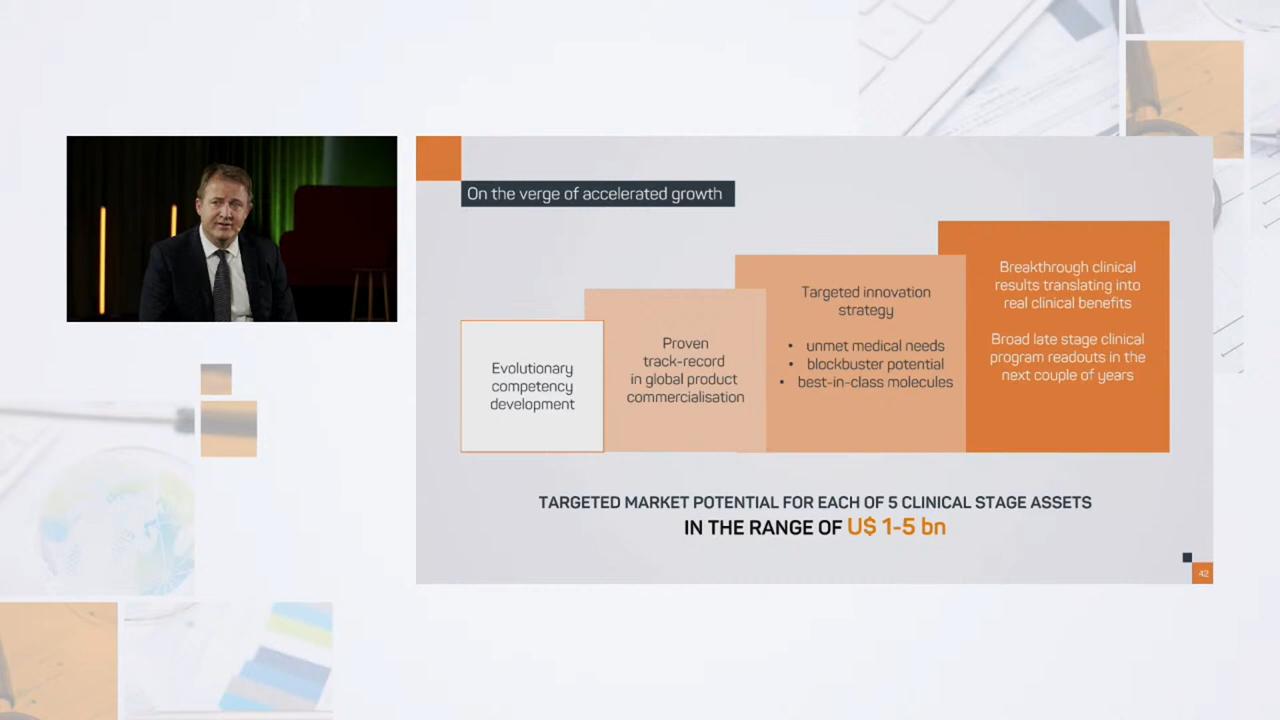 On the verge of accelerated growth
Evolutionary
competency
development
Proven
track-record
in global product
commercialisation
Targeted innovation
strategy
• unmet medical needs
• blockbuster potential
• best-in-class molecules
Breakthrough clinical
results translating into
real clinical benefits
Broad late stage clinical
program readouts in the
next couple of years
TARGETED MARKET POTENTIAL FOR EACH OF 5 CLINICAL STAGE ASSETS
IN THE RANGE OF U$ 1-5 bn
42